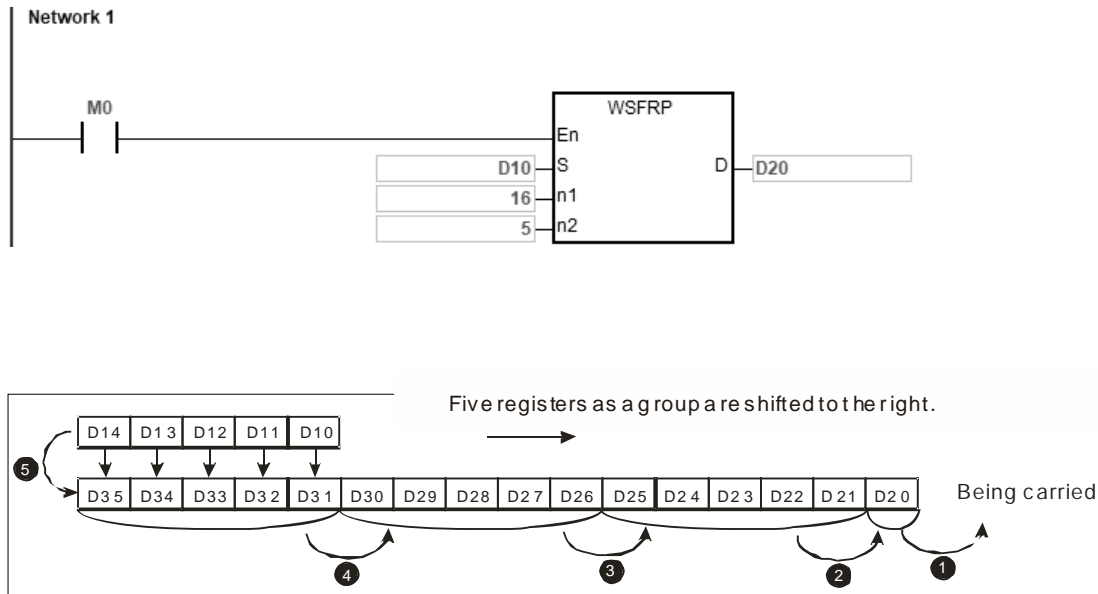 Network 1
M0
WSFRP
En
D10 S D D20
16 n1
5 n2
Five registers as a group are shifted to the right.
D14 D13 D12 D11 D10
5
D35 D34 D33 D32 D31 D30 D29 D28 D27 D26 D25 D24 D23 D22 D21 D20 Being carried
4 3 2 1